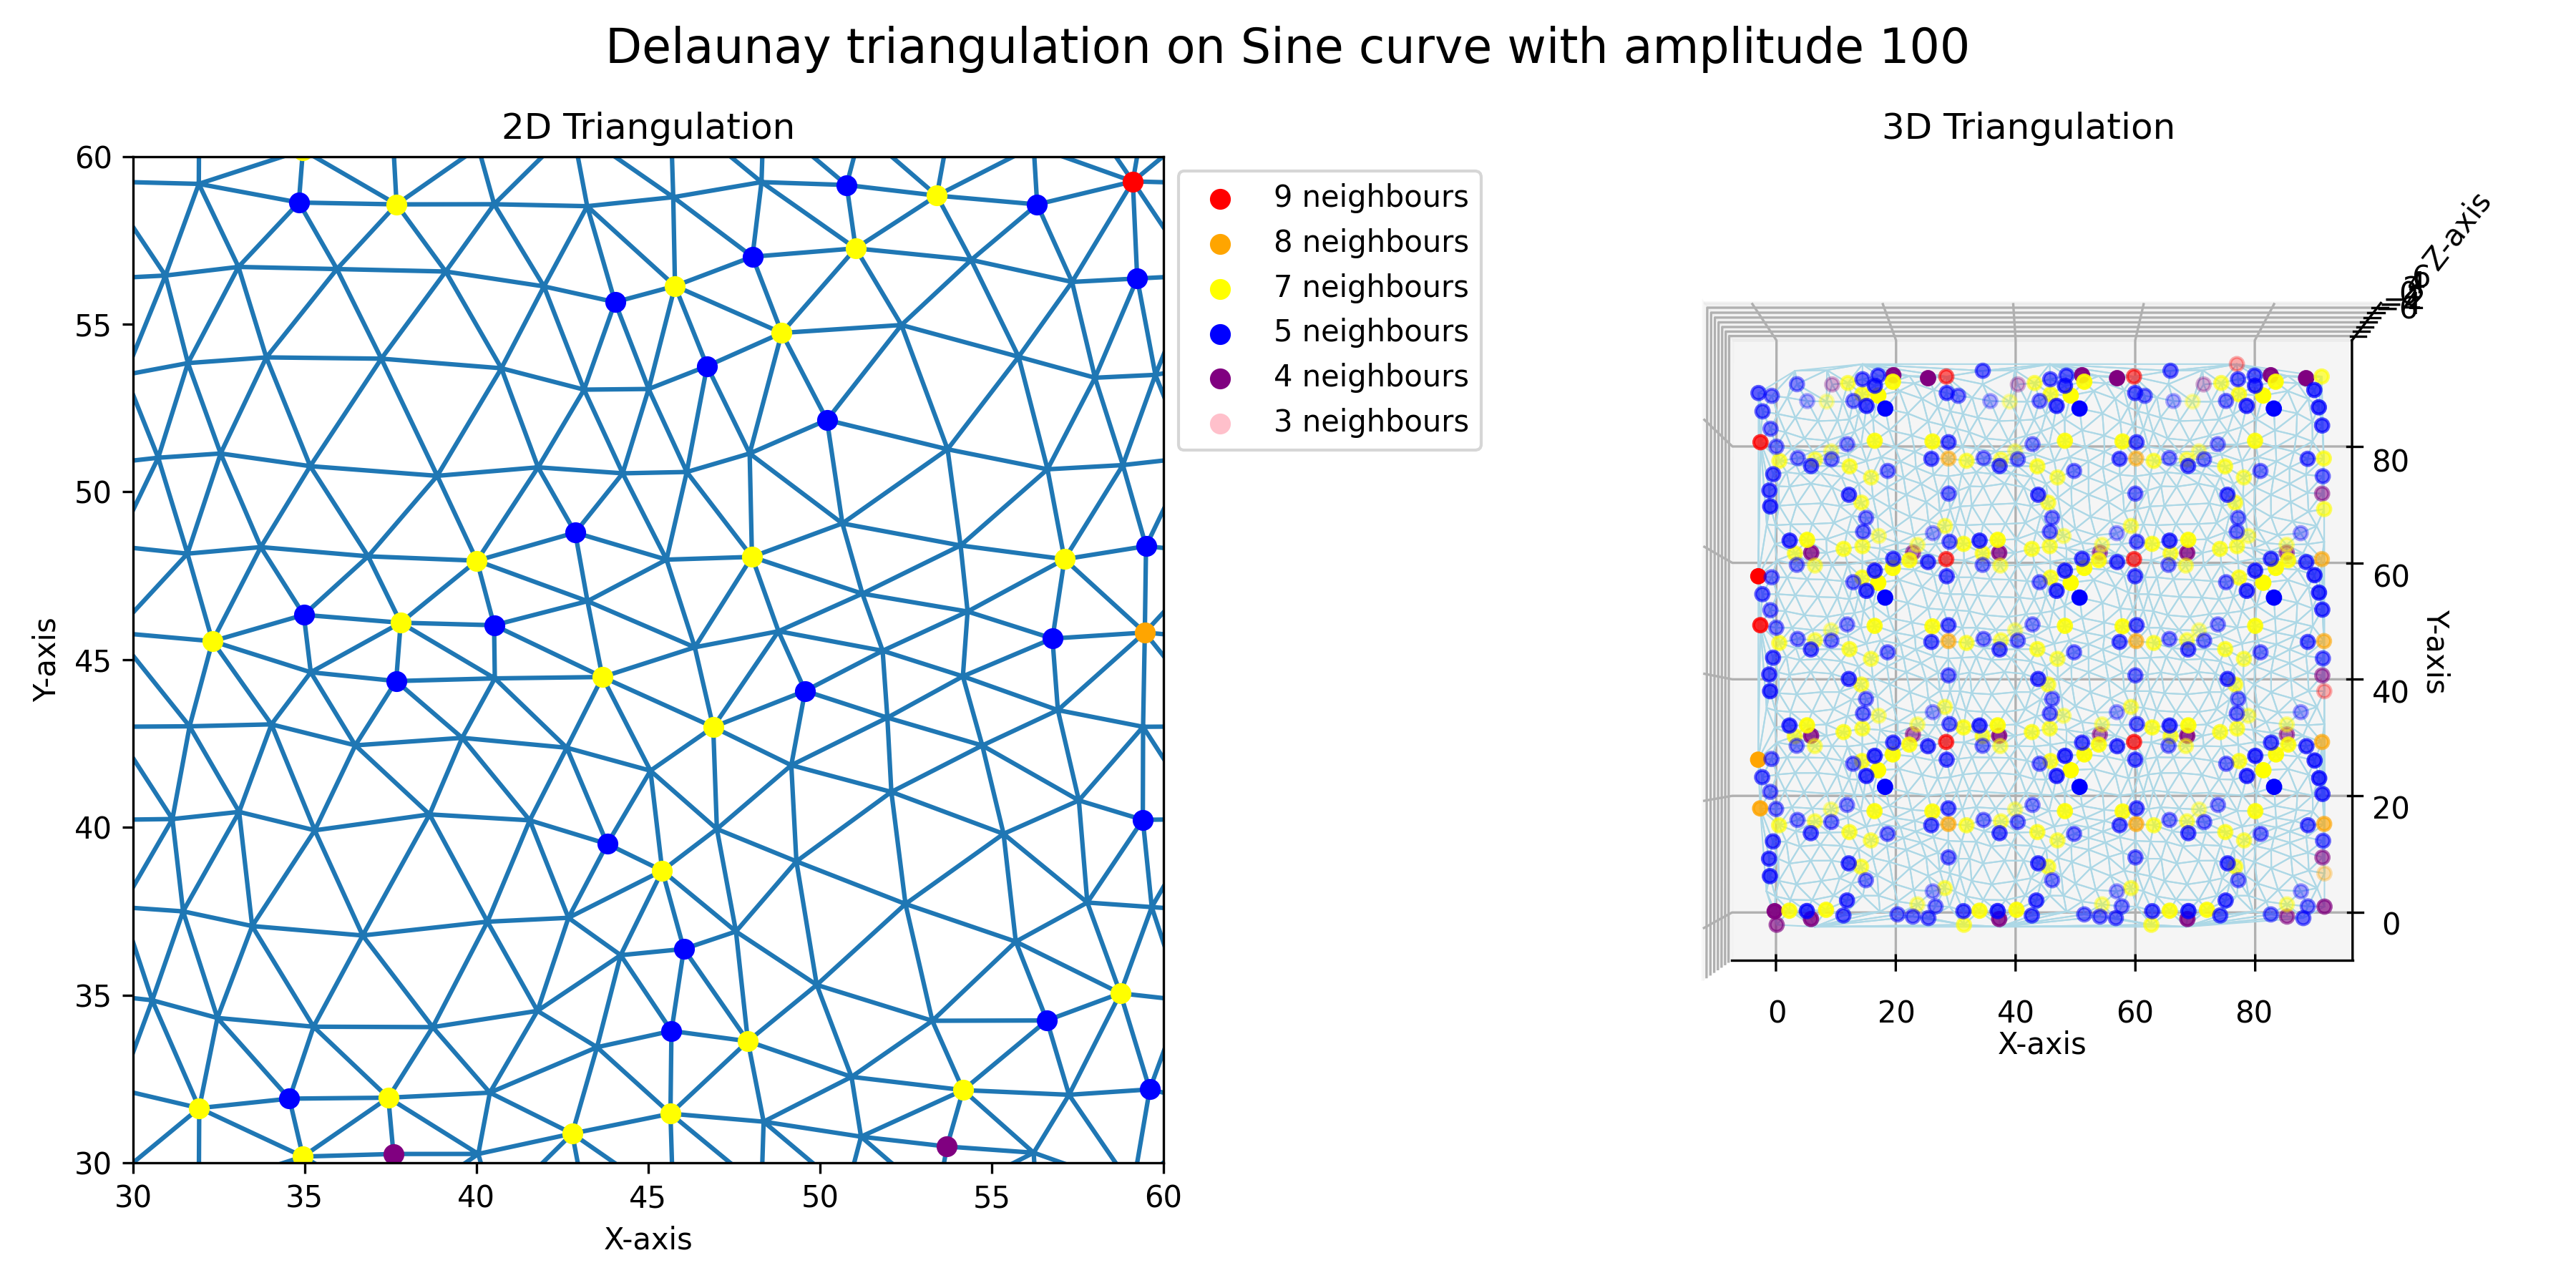 Delaunay triangulation on Sine curve with amplitude 100
2D Triangulation
60
55
50
45
40
35
30
30
35
40
45
50
55
60
X-axis
Y-axis
9 neighbours
8 neighbours
7 neighbours
5 neighbours
4 neighbours
3 neighbours
3D Triangulation
Z-axis
80
60
40
20
0
Y-axis
0
20
40
60
80
X-axis